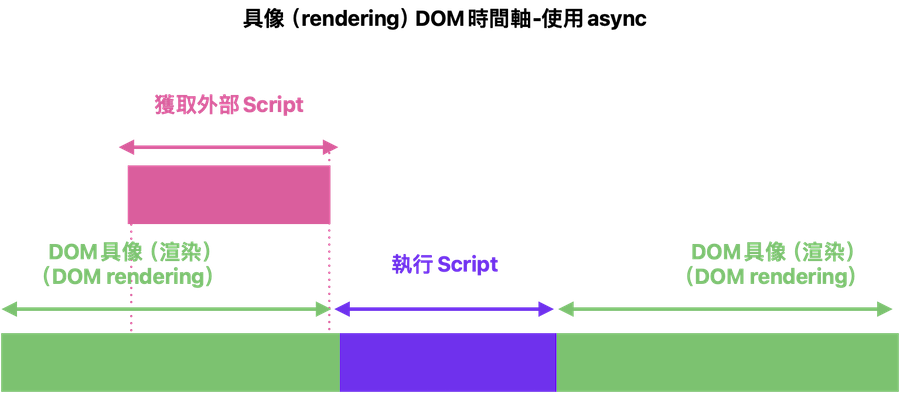 具像（rendering）DOM 時間軸-使用 async
獲取外部 Script
DOM 具像（渲染）
（DOM rendering）
執行 Script
DOM 具像（渲染）
（DOM rendering）